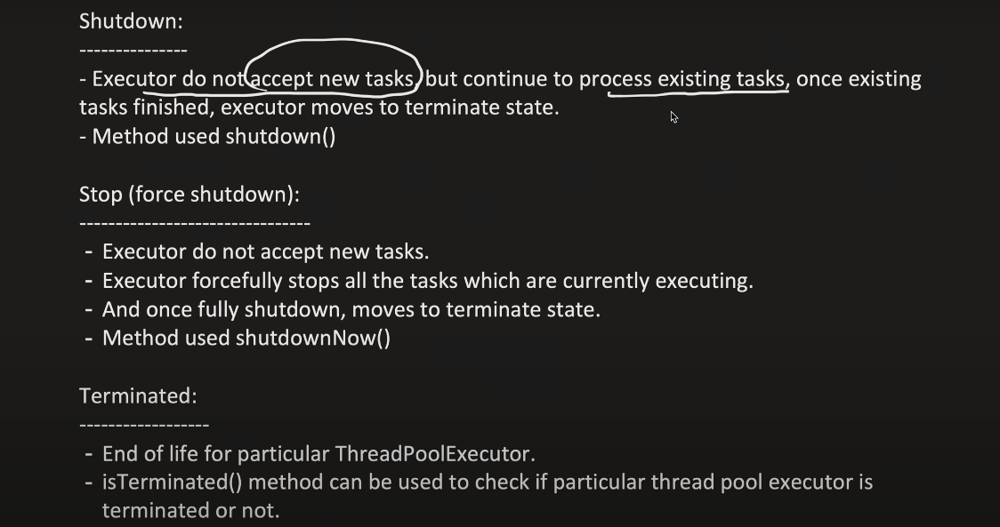 Shutdown:
---------------
- Executor do not accept new tasks, but continue to process existing tasks, once existing
tasks finished, executor moves to terminate state.
- Method used shutdown()
Stop (force shutdown):
--------------------------------
- Executor do not accept new tasks.
- Executor forcefully stops all the tasks which are currently executing.
- And once fully shutdown, moves to terminate state.
- Method used shutdownNow()
Terminated:
------------------
- End of life for particular ThreadPoolExecutor.
- isTerminated() method can be used to check if particular thread pool executor is
terminated or not.